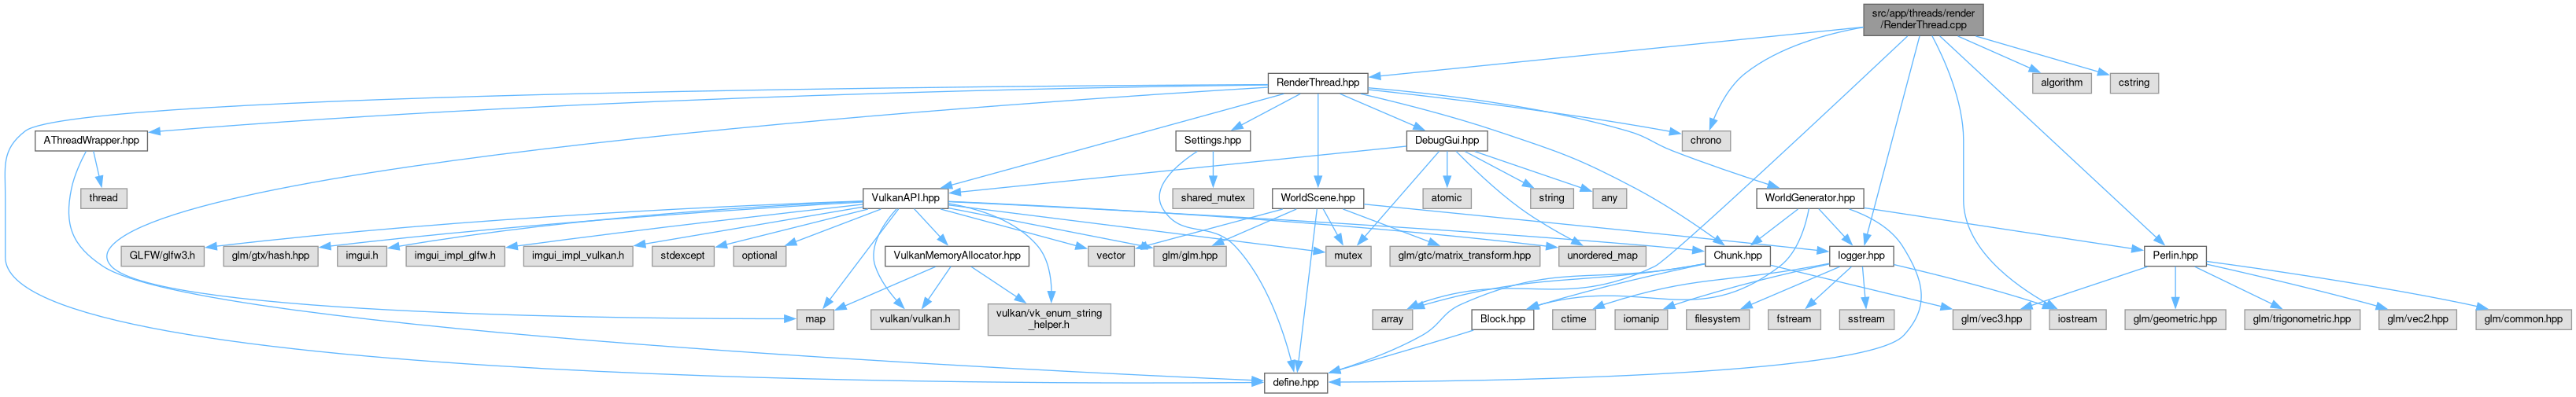 src/app/threads/render
/RenderThread.cpp
RenderThread.hpp
algorithm
cstring
AThreadWrapper.hpp
Settings.hpp
DebugGui.hpp
chrono
thread
VulkanAPI.hpp
shared_mutex
WorldScene.hpp
atomic
string
any
WorldGenerator.hpp
GLFW/glfw3.h
glm/gtx/hash.hpp
imgui.h
imgui_impl_glfw.h
imgui_impl_vulkan.h
stdexcept
optional
VulkanMemoryAllocator.hpp
vector
glm/glm.hpp
mutex
glm/gtc/matrix_transform.hpp
unordered_map
Chunk.hpp
logger.hpp
Perlin.hpp
map
vulkan/vulkan.h
vulkan/vk_enum_string
_helper.h
array
Block.hpp
ctime
iomanip
filesystem
fstream
sstream
glm/vec3.hpp
iostream
glm/geometric.hpp
glm/trigonometric.hpp
glm/vec2.hpp
glm/common.hpp
define.hpp